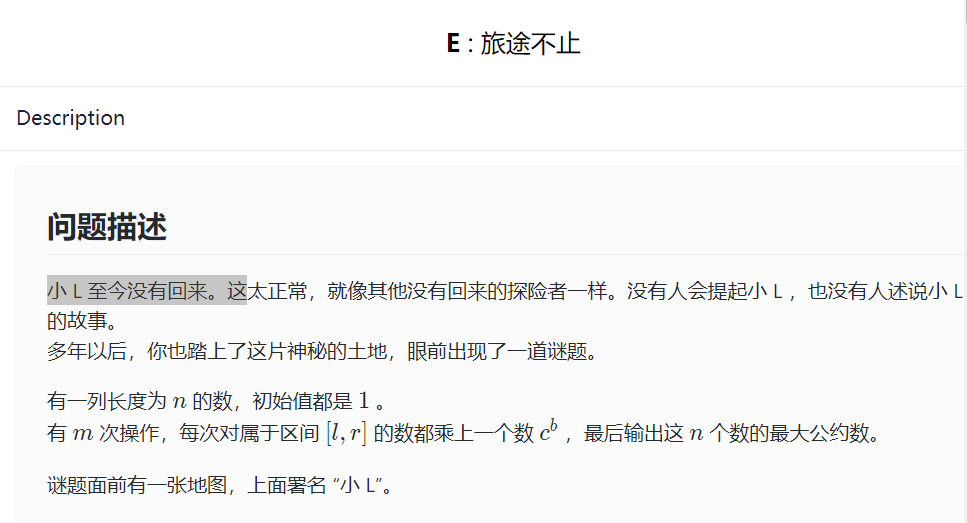 E : 旅途不止
Description
问题描述
小 L 至今没有回来。这太正常，就像其他没有回来的探险者一样。没有人会提起小 L ，也没有人述说小 L
的故事。
多年以后，你也踏上了这片神秘的土地，眼前出现了一道谜题。
有一列长度为 n 的数，初始值都是 1 。
有 m 次操作，每次对属于区间 [l, r] 的数都乘上一个数 c^b ，最后输出这 n 个数的最大公约数。
谜题面前有一张地图，上面署名 “小 L”。